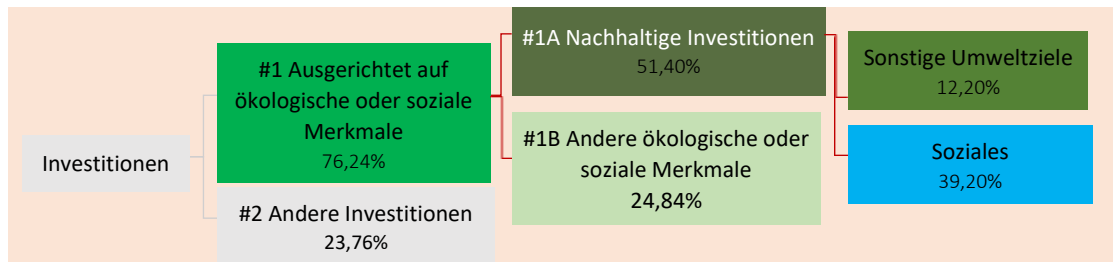 Investitionen
#1 Ausgerichtet auf
ökologische oder soziale
Merkmale
76,24%
#2 Andere Investitionen
23,76%
#1A Nachhaltige Investitionen
51,40%
#1B Andere ökologische oder
soziale Merkmale
24,84%
Sonstige Umweltziele
12,20%
Soziales
39,20%